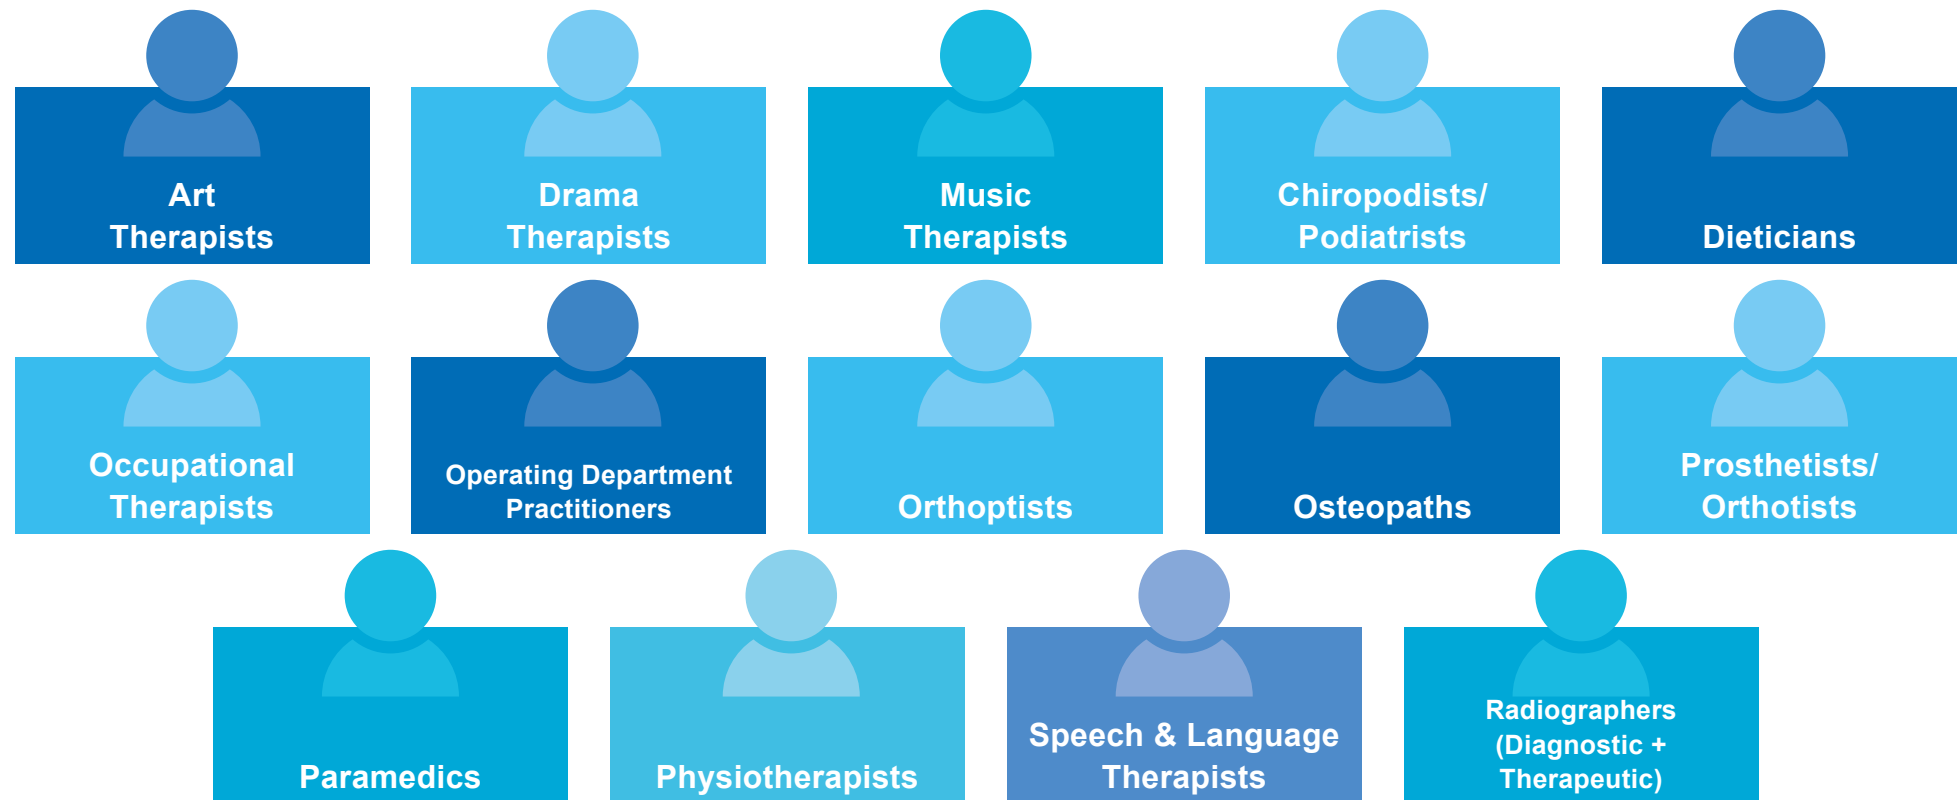 Art
Therapists
Drama
Therapists
Music
Therapists
Chiropodists/
Podiatrists
Dieticians
Occupational
Therapists
Operating Department
Practitioners
Orthoptists
Osteopaths
Prosthetists/
Orthotists
Paramedics
Physiotherapists
Speech & Language
Therapists
Radiographers
(Diagnostic +
Therapeutic)